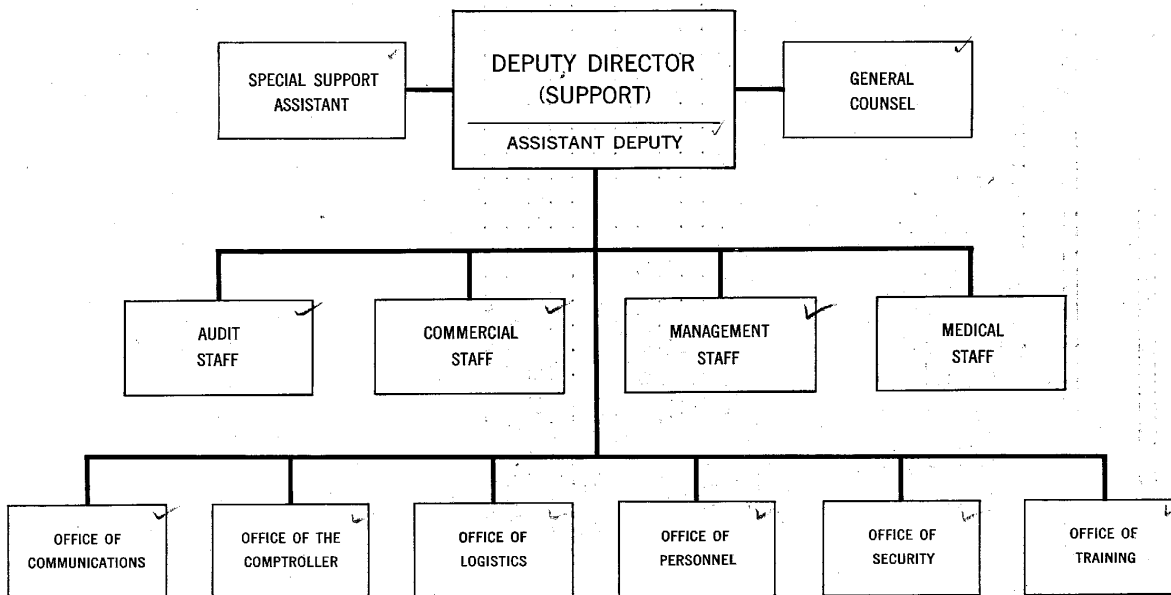 SPECIAL SUPPORT
ASSISTANT
DEPUTY DIRECTOR
(SUPPORT)
ASSISTANT DEPUTY
GENERAL
COUNSEL
AUDIT
STAFF
COMMERCIAL
STAFF
MANAGEMENT
STAFF
MEDICAL
STAFF
OFFICE OF
COMMUNICATIONS
OFFICE OF THE
COMPTROLLER
OFFICE OF
LOGISTICS
OFFICE OF
PERSONNEL
OFFICE OF
SECURITY
OFFICE OF
TRAINING